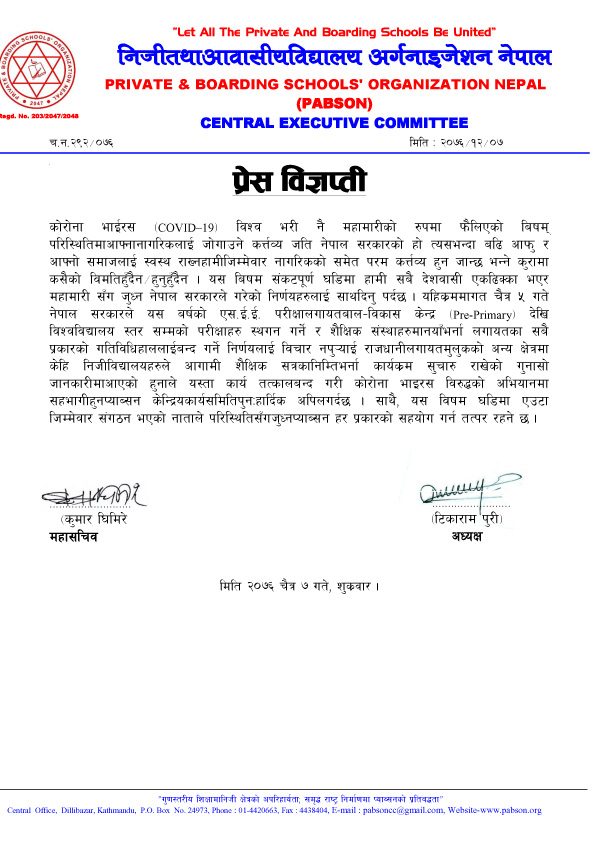 "Let All The Private And Boarding Schools Be United"
निजीतथाआवासीयविद्यालय अर्गनाइजेशन नेपाल
PRIVATE & BOARDING SCHOOLS' ORGANIZATION NEPAL
(PABSON)
CENTRAL EXECUTIVE COMMITTEE
PRIVATE & BOARDING SCHOOLS' ORGANIZATION NEPAL
2047
Regd. No. 203/2047/2048
च.न.२९२/०७६ मिति : २०७६/१२/०७
प्रेस विज्ञप्ती
कोरोना भाईरस (COVID–19) विश्व भरी नै महामारीको रुपमा फैलिएको बिषम्
परिस्थितिमाआफ्नानागरिकलाई जोगाउने कर्त्तव्य जति नेपाल सरकारको हो त्यसभन्दा बढि आफु र
आफ्नो समाजलाई स्वस्थ राख्नहामीजिम्मेवार नागरिकको समेत परम कर्त्तव्य हुन जान्छ भन्ने कुरामा
कसैको विमतिहुँदैन/हुनुहुँदैन । यस बिषम संकटपूर्ण घडिमा हामी सबै देशवासी एकढिक्का भएर
महामारी सँग जुध्न नेपाल सरकारले गरेको निर्णयहरुलाई साथदिनु पर्दछ । यहिक्रममागत चैत्र ५ गते
नेपाल सरकारले यस बर्षको एस.ई.ई. परीक्षालगायतबाल-विकास केन्द्र (Pre-Primary) देखि
विश्वविद्यालय स्तर सम्मको परीक्षाहरु स्थगन गर्ने र शैक्षिक संस्थाहरुमानयाँभर्ना लगायतका सबै
प्रकारको गतिविधिहाललाईबन्द गर्ने निर्णयलाई विचार नपुर्‍याई राजधानीलगायतमुलुकको अन्य क्षेत्रमा
केहि निजीविद्यालयहरुले आगामी शैक्षिक सत्रकानिम्तिभर्ना कार्यक्रम सुचारु राखेको गुनासो
जानकारीमाआएको हुनाले यस्ता कार्य तत्कालबन्द गरी कोरोना भाइरस विरुद्धको अभियानमा
सहभागीहुनप्याब्सन केन्द्रियकार्यसमितिपुन:हार्दिक अपिलगर्दछ । साथै, यस विषम घडिमा एउटा
जिम्मेवार संगठन भएको नाताले परिस्थितिसँगजुध्नप्याब्सन हर प्रकारको सहयोग गर्न तत्पर रहने छ ।
(कुमार घिमिरे (टिकाराम पुरी)
महासचिव अध्यक्ष
मिति २०७६ चैत्र ७ गते, शुक्रवार ।
"गुणस्तरीय शिक्षामानिजी क्षेत्रको अपरिहार्यता; समृद्ध राष्ट्र निर्माणमा प्याब्सनको प्रतिवद्धता"
Central Office, Dillibazar, Kathmandu, P.O. Box No. 24973, Phone : 01-4420663, Fax : 4438404, E-mail : pabsoncc@gmail.com, Website-www.pabson.org